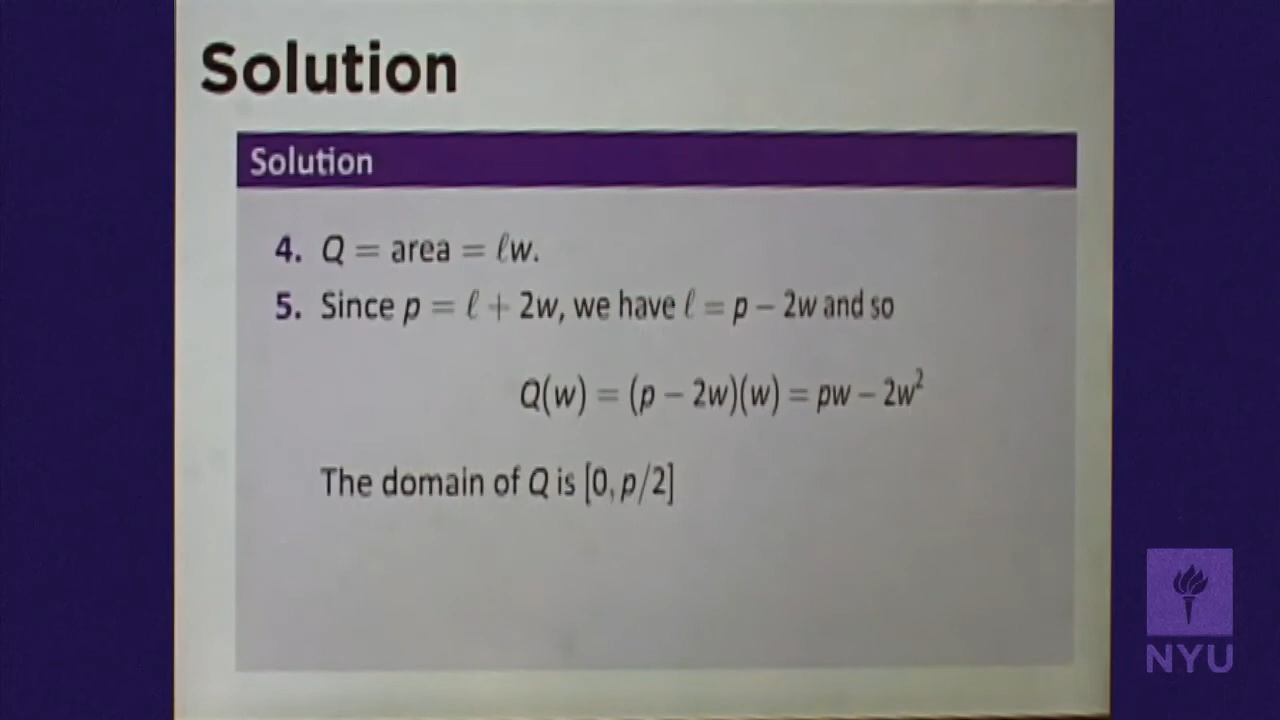 Solution
Solution
4. Q = area = ℓw.
5. Since p = ℓ + 2w, we have ℓ = p − 2w and so
Q(w) = (p − 2w)(w) = pw − 2w²
The domain of Q is [0, p/2]
NYU